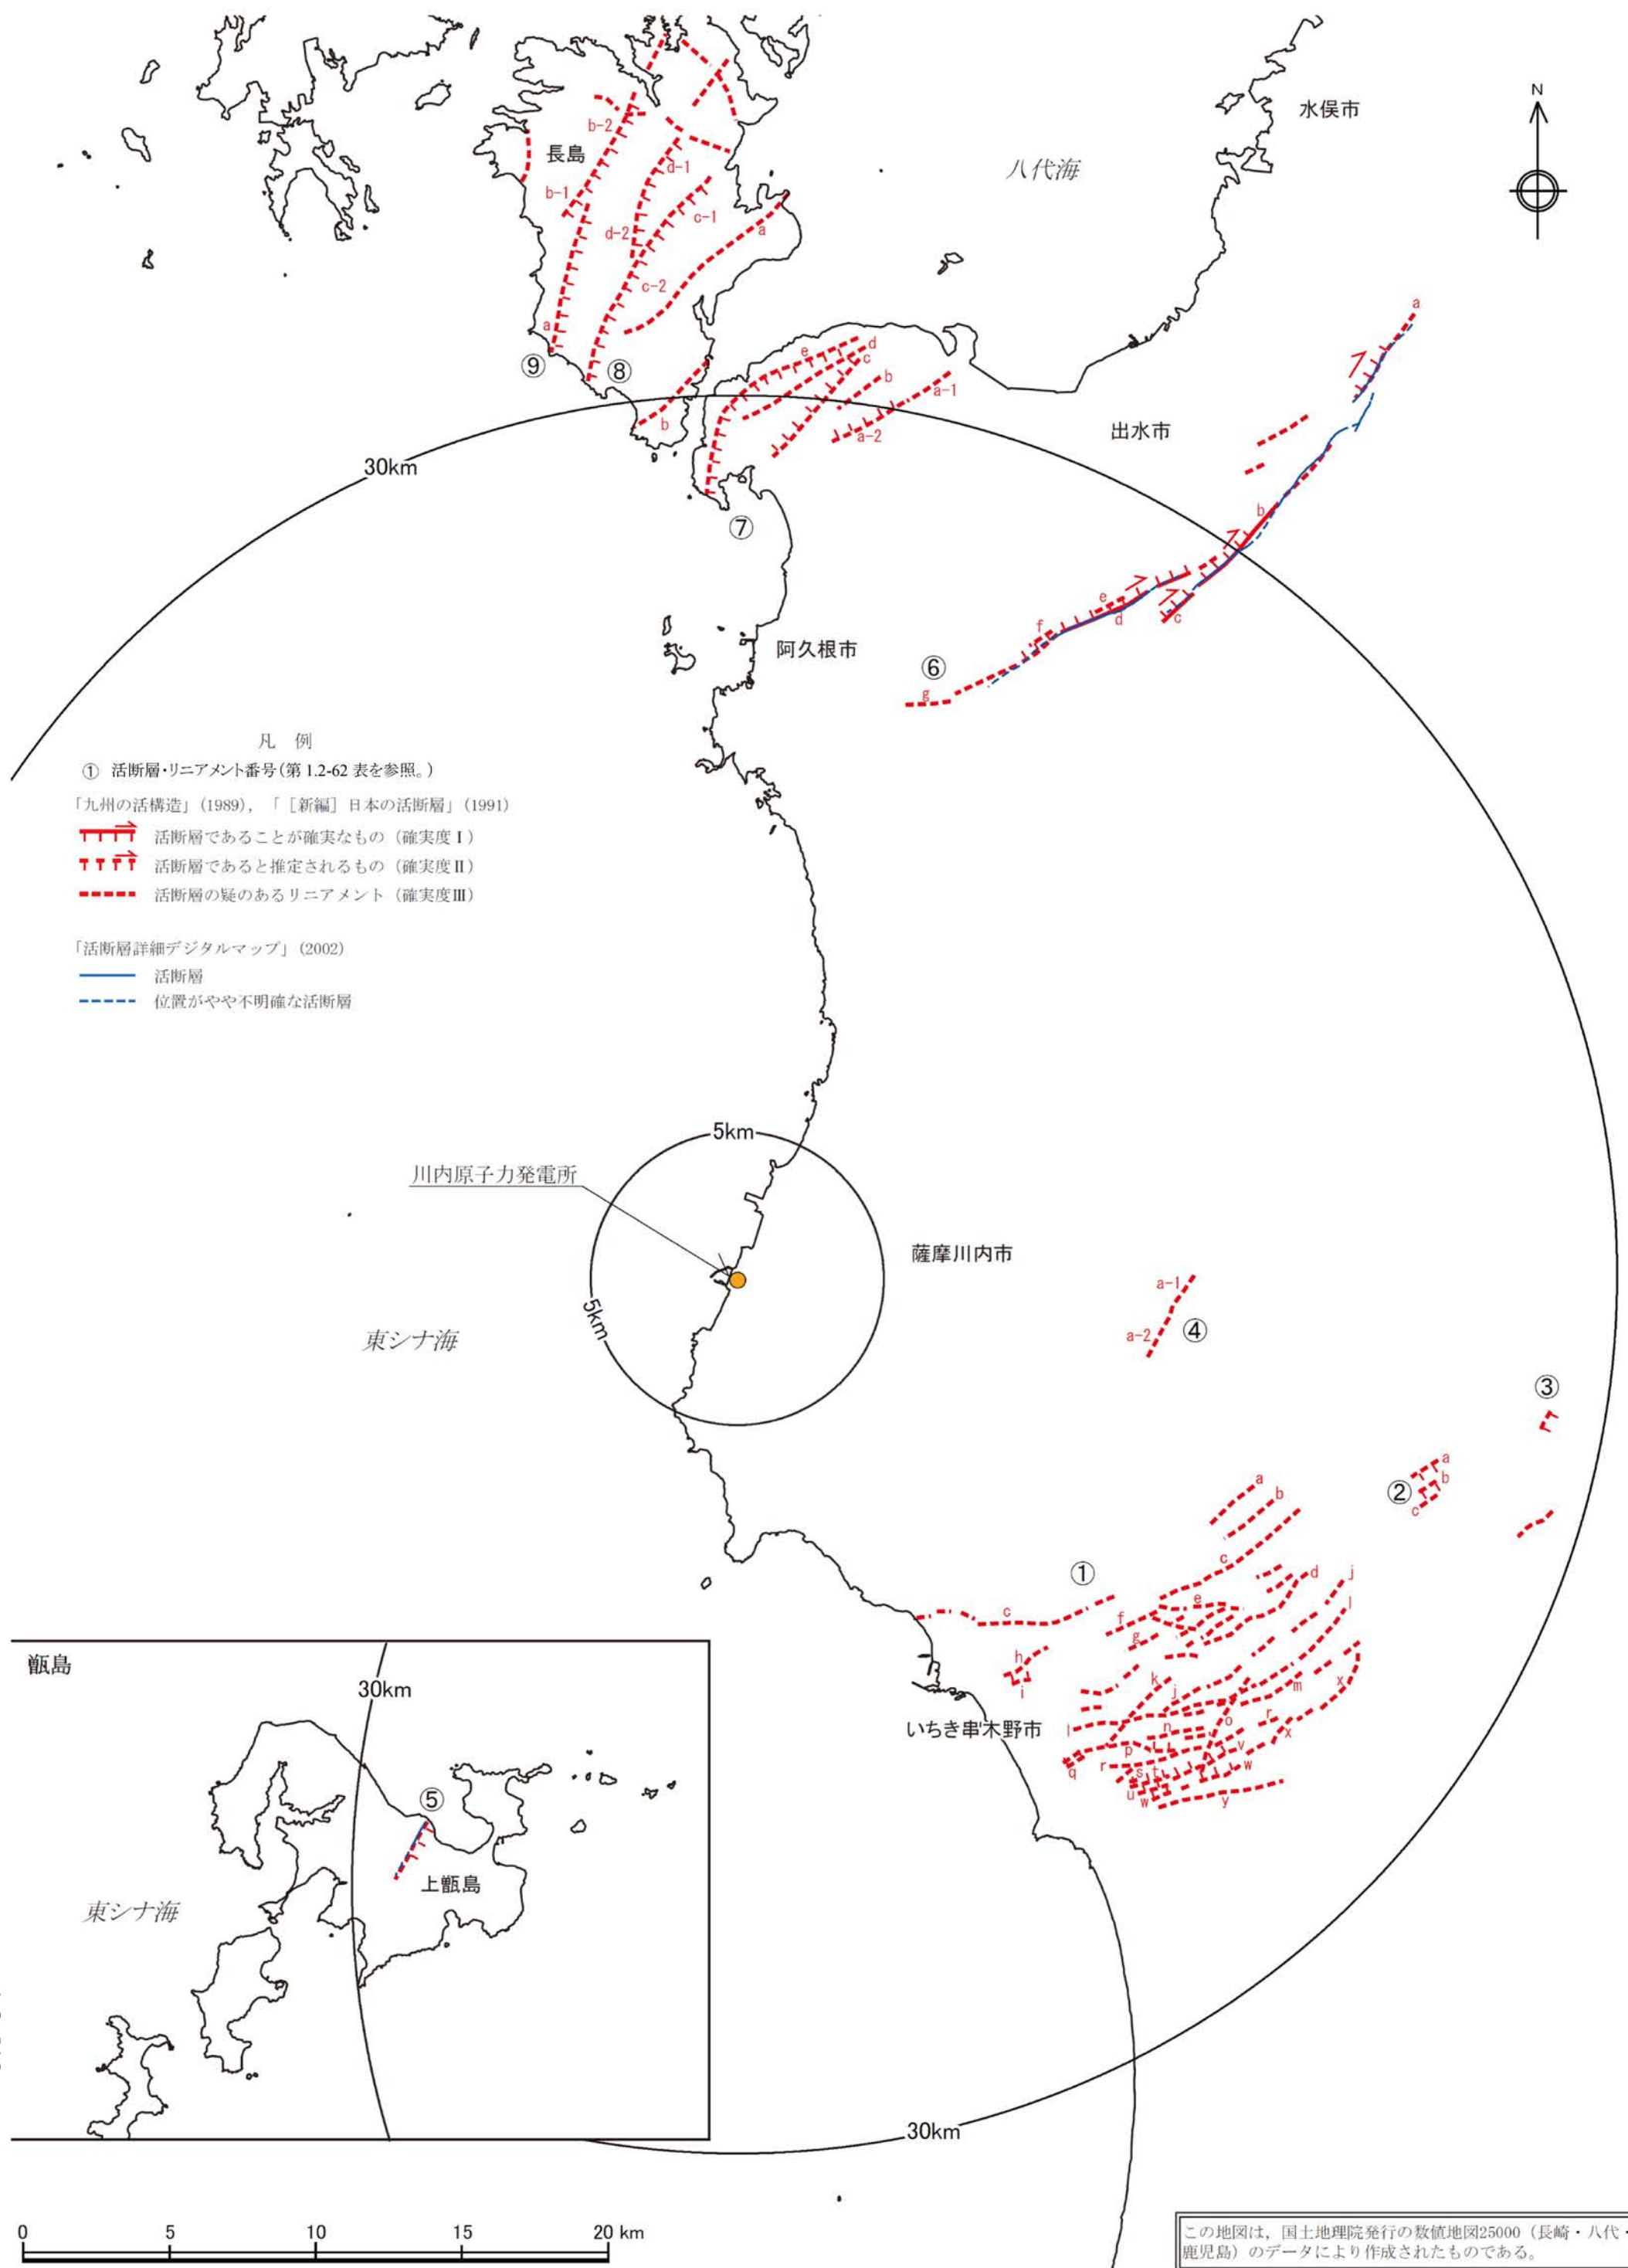 N
水俣市
八代海
b-2
長島
d-1
b-1
c-1
d-2
a
c-2
a
a
⑨
⑧
e
d
c
b
a-1
b
a-2
出水市
30km
b
⑦
e
d
c
f
阿久根市
⑥
g
凡 例
① 活断層・リニアメント番号(第 1.2-62 表を参照。)
「九州の活構造」(1989),「[新編]日本の活断層」(1991)
活断層であることが確実なもの(確実度Ⅰ)
活断層であると推定されるもの(確実度Ⅱ)
活断層の疑のあるリニアメント(確実度Ⅲ)
「活断層詳細デジタルマップ」(2002)
活断層
位置がやや不明確な活断層
5km
川内原子力発電所
薩摩川内市
a-1
5km
東シナ海
a-2
④
③
a
②
b
c
a
b
①
c
d
j
e
l
c
f
g
h
i
k
j
m
x
l
n
o
r
x
いちき串木野市
p
v
q
r
s
t
w
u
w
y
甑島
30km
⑤
上甑島
東シナ海
30km
0 5 10 15 20 km
この地図は,国土地理院発行の数値地図25000(長崎・八代・
鹿児島)のデータにより作成されたものである。